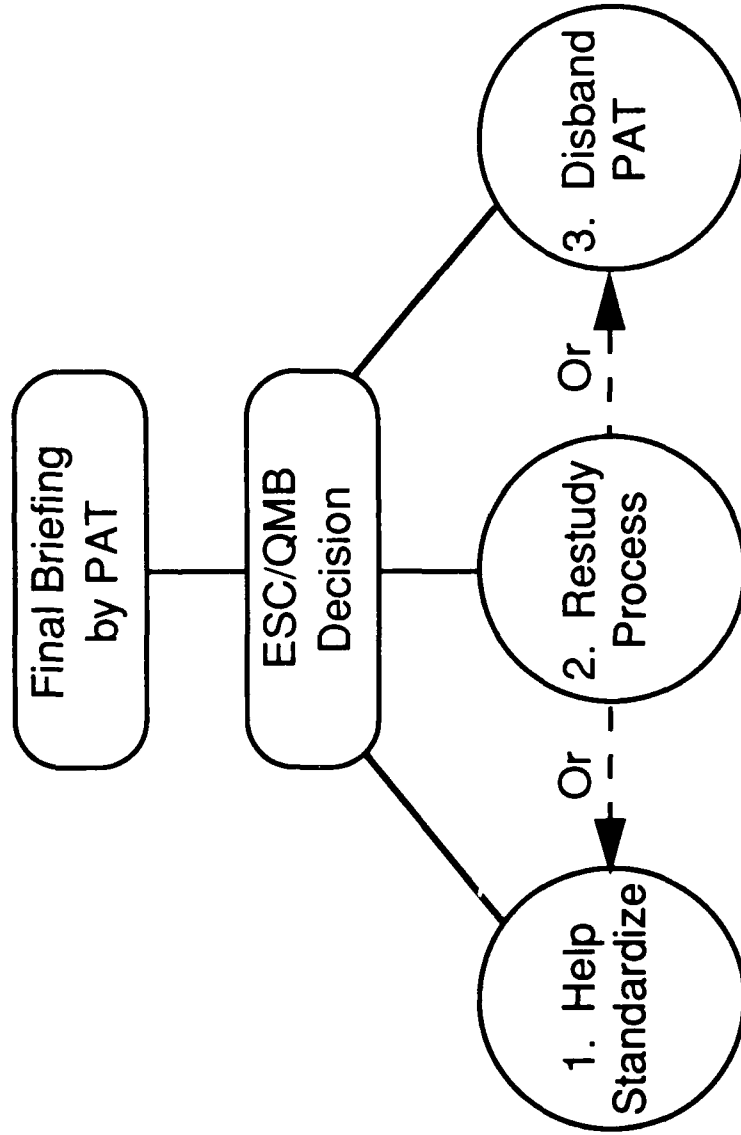 Final Briefing
by PAT
ESC/QMB
Decision
1. Help
Standardize
Or
2. Restudy
Process
Or
3. Disband
PAT